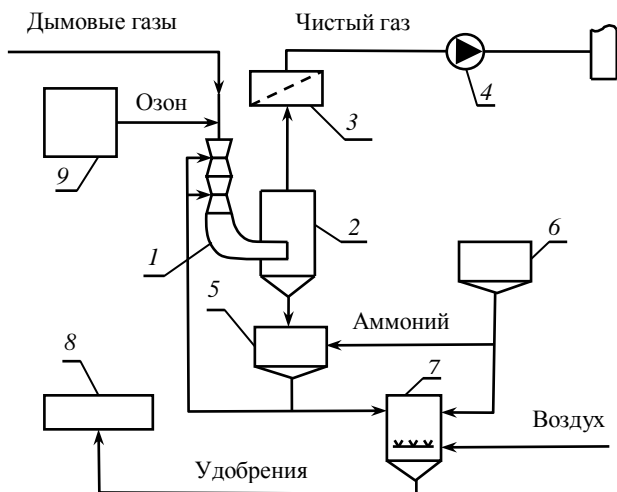 Дымовые газы
Чистый газ
Озон
4
3
9
2
6
1
5
Аммоний
8
7
Воздух
Удобрения